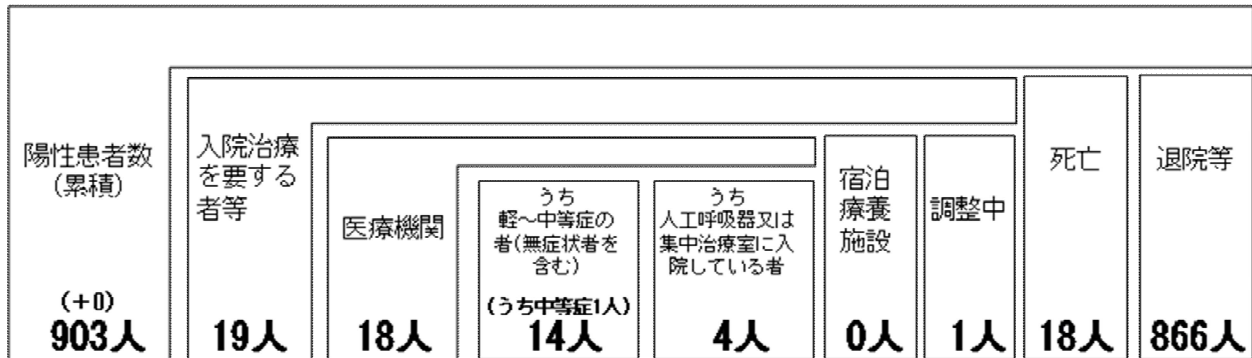 陽性患者数
(累積)
(+0)
903人
入院治療
を要する
者等
19人
医療機関
18人
うち
軽～中等症の
者(無症状者を
含む)
(うち中等症1人)
14人
うち
人工呼吸器又は
集中治療室に入
院している者
4人
宿泊
療養
施設
0人
調整中
1人
死亡
18人
退院等
866人